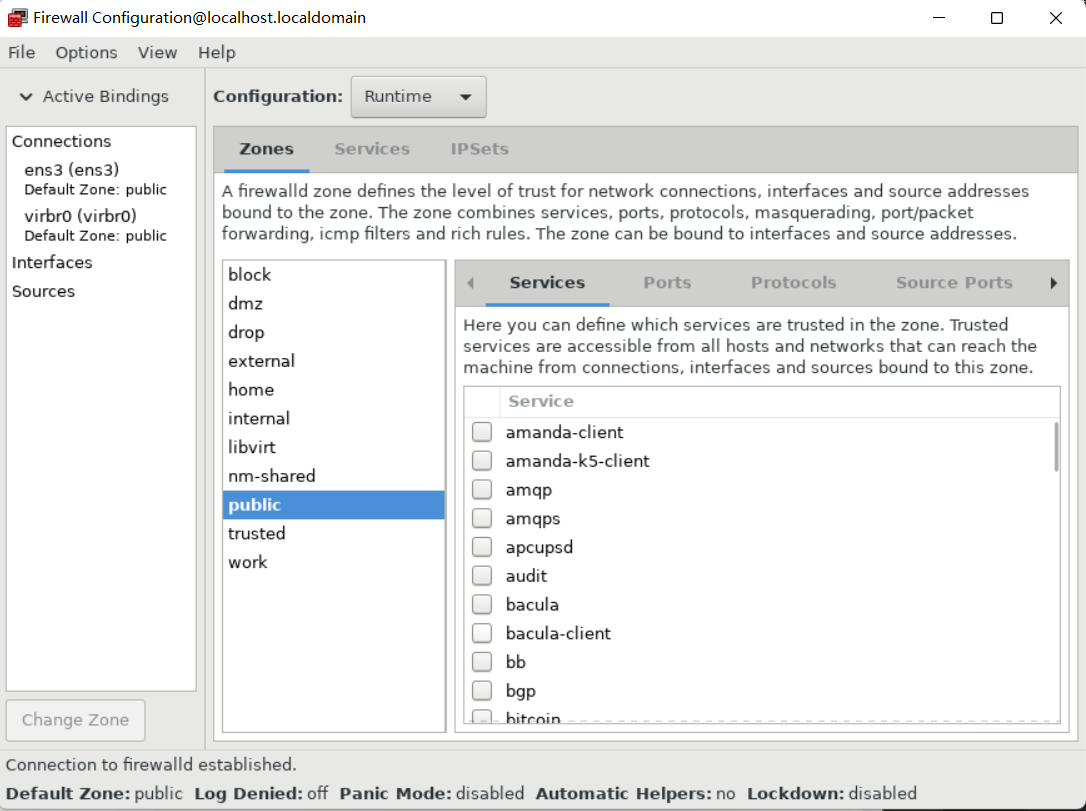 Firewall Configuration@localhost.localdomain
File Options View Help
Active Bindings
Configuration: Runtime
Connections
ens3 (ens3)
Default Zone: public
virbr0 (virbr0)
Default Zone: public
Interfaces
Sources
Change Zone
Zones Services IPSets
A firewalld zone defines the level of trust for network connections, interfaces and source addresses
bound to the zone. The zone combines services, ports, protocols, masquerading, port/packet
forwarding, icmp filters and rich rules. The zone can be bound to interfaces and source addresses.
block
dmz
drop
external
home
internal
libvirt
nm-shared
public
trusted
work
Services Ports Protocols Source Ports
Here you can define which services are trusted in the zone. Trusted
services are accessible from all hosts and networks that can reach the
machine from connections, interfaces and sources bound to this zone.
Service
amanda-client
amanda-k5-client
amqp
amqps
apcupsd
audit
bacula
bacula-client
bb
bgp
bitcoin
Connection to firewalld established.
Default Zone: public Log Denied: off Panic Mode: disabled Automatic Helpers: no Lockdown: disabled